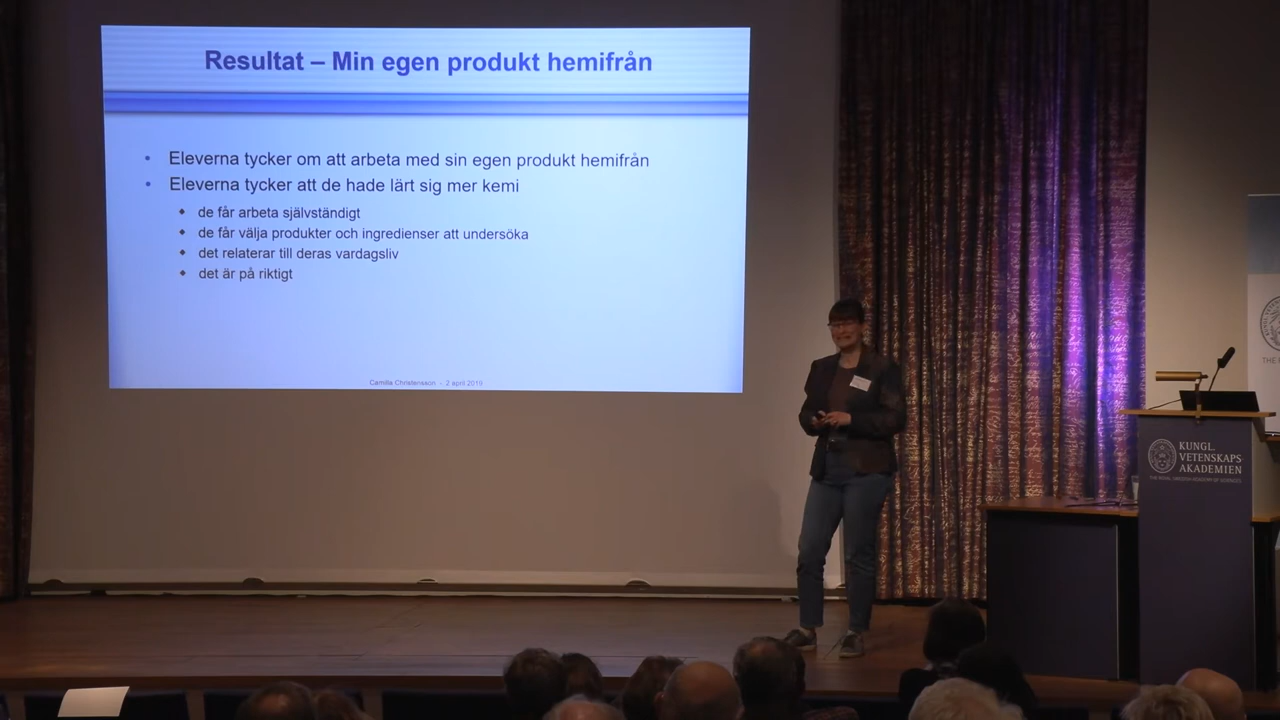 Resultat – Min egen produkt hemifrån
• Eleverna tycker om att arbeta med sin egen produkt hemifrån
• Eleverna tycker att de hade lärt sig mer kemi
◆ de får arbeta självständigt
◆ de får välja produkter och ingredienser att undersöka
◆ det relaterar till deras vardagsliv
◆ det är på riktigt
Camilla Christensson - 2 april 2019
KUNGL.
VETENSKAPS
AKADEMIEN
THE ROYAL SWEDISH ACADEMY OF SCIENCES
THE